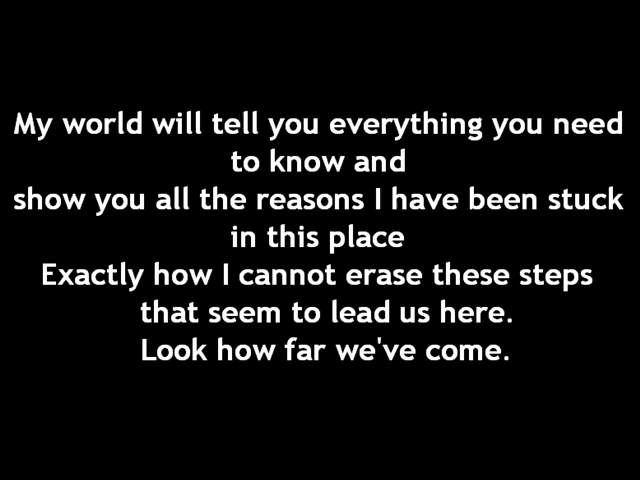 My world will tell you everything you need
to know and
show you all the reasons I have been stuck
in this place
Exactly how I cannot erase these steps
that seem to lead us here.
Look how far we've come.